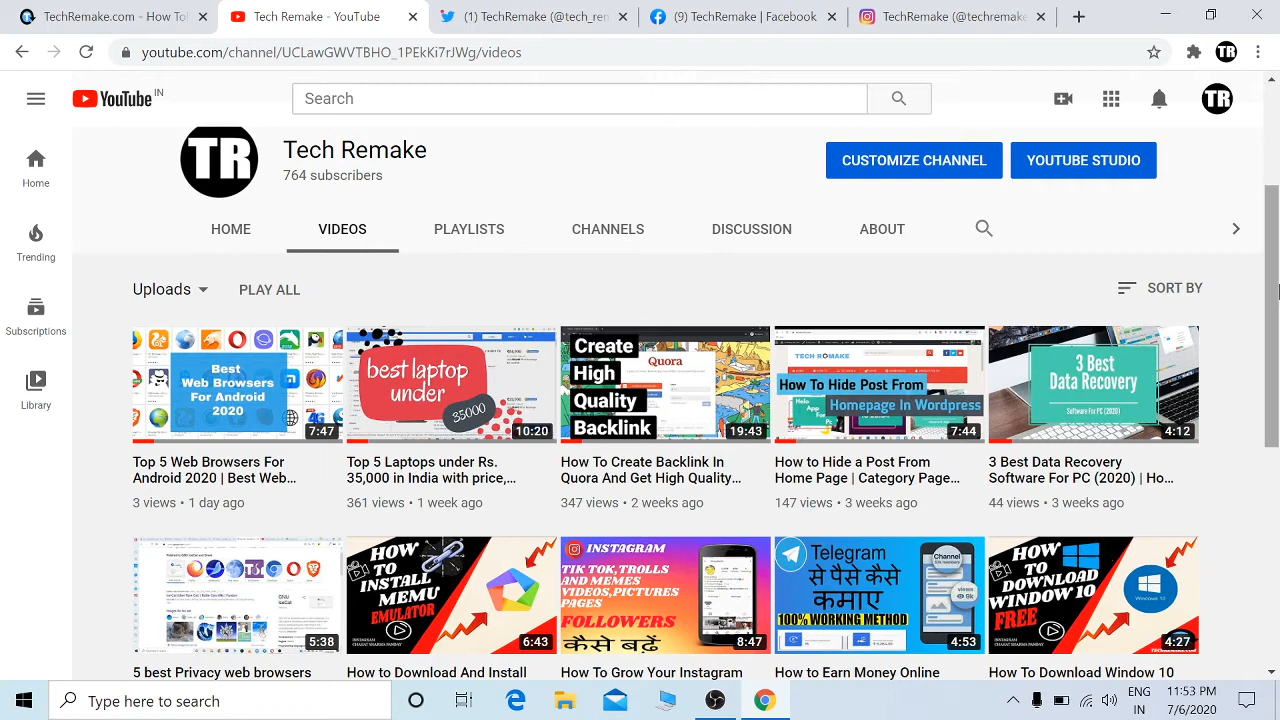 Tech Remake - How To
Tech Remake - YouTube
(1) TechRemake (@tech_rem
(9) TechRemake | Facebook
TechRemake (@techremake
youtube.com/channel/UCLawGWVTBHO_1PEkKi7rJWg/videos
TR
YouTube IN
Search
TR
TR
Tech Remake
764 subscribers
CUSTOMIZE CHANNEL
YOUTUBE STUDIO
Home
Trending
Subscriptions
Library
HOME
VIDEOS
PLAYLISTS
CHANNELS
DISCUSSION
ABOUT
Uploads
PLAY ALL
SORT BY
Best
Web Browsers
For Android
2020
7:47
best laptop
under
35000
10:20
Create
High
Quality
Backlink
Quora
19:43
TECH REMAKE
How To Hide Post From
Homepage In Wordpress
7:44
3 Best
Data Recovery
Software For PC (2020)
4:12
Top 5 Web Browsers For
Android 2020 | Best Web...
3 views • 1 day ago
Top 5 Laptops under Rs.
35,000 in India with price,...
361 views • 1 week ago
How To Create Backlink In
Quora And Get High Quality...
347 views • 2 weeks ago
How to Hide a Post From
Home Page | Category Page...
147 views • 3 weeks ago
3 Best Data Recovery
Software For PC (2020) | Ho...
44 views • 3 weeks ago
5:38
HOW
TO
INSTALL
MEMU
EMULATOR
6:43
INSTAGRAM
TIK TOK,TROLLS
AND MEMES
VIDEOS,PICTURES
PAGES
FOLLOWERS
कैसे बढ़ें
8:47
Telegram
से पैसे कैसे
कमाए
100% WORKING METHOD
Channel
4:53
HOW
TO
DOWNLOAD
WINDOW 10
FREE
Windows 10
4:27
5 best Privacy web browsers
How to Download And Install
How To Grow Your Instagram
How to Earn Money Online
How To Download Window 10
Type here to search
ENG
IN
11:53 PM
7/6/2020